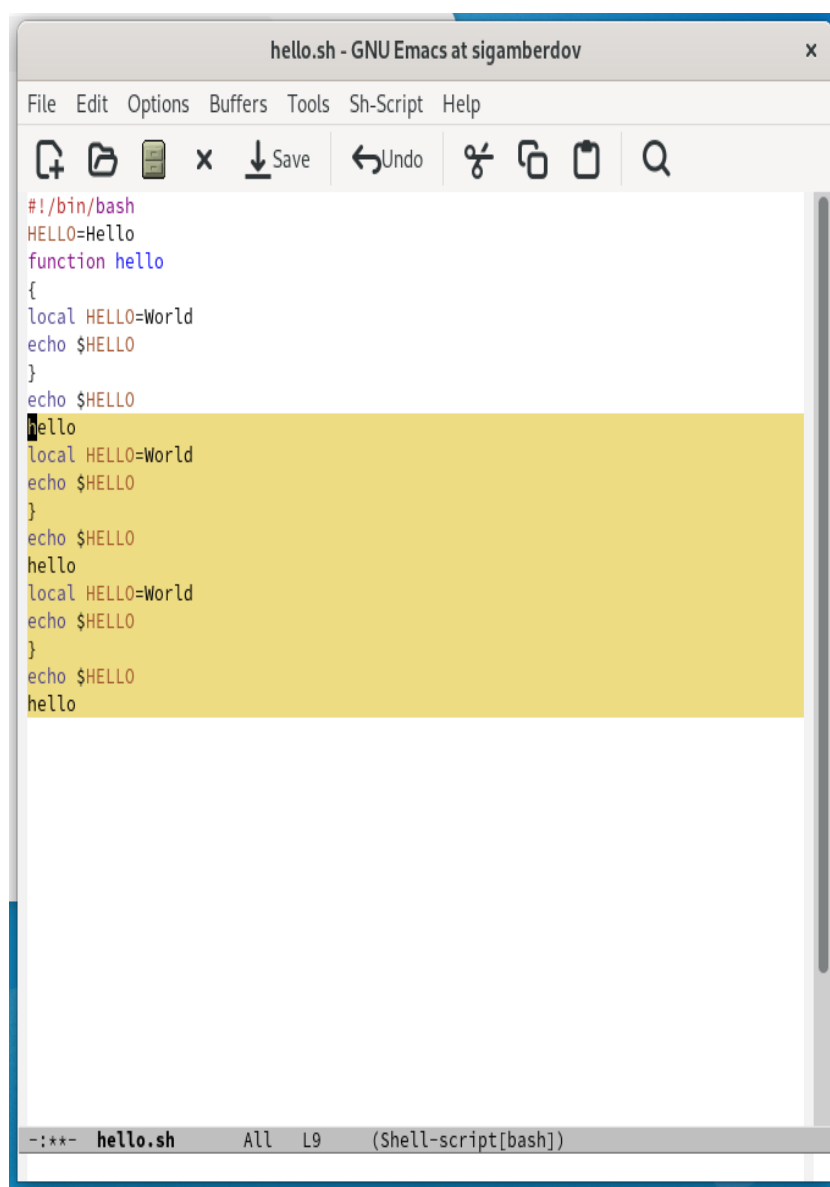 hello.sh - GNU Emacs at sigamberdov
File Edit Options Buffers Tools Sh-Script Help
Save Undo
#!/bin/bash
HELLO=Hello
function hello
{
local HELLO=World
echo $HELLO
}
echo $HELLO
hello
local HELLO=World
echo $HELLO
}
echo $HELLO
hello
local HELLO=World
echo $HELLO
}
echo $HELLO
hello
-:**- hello.sh All L9 (Shell-script[bash])